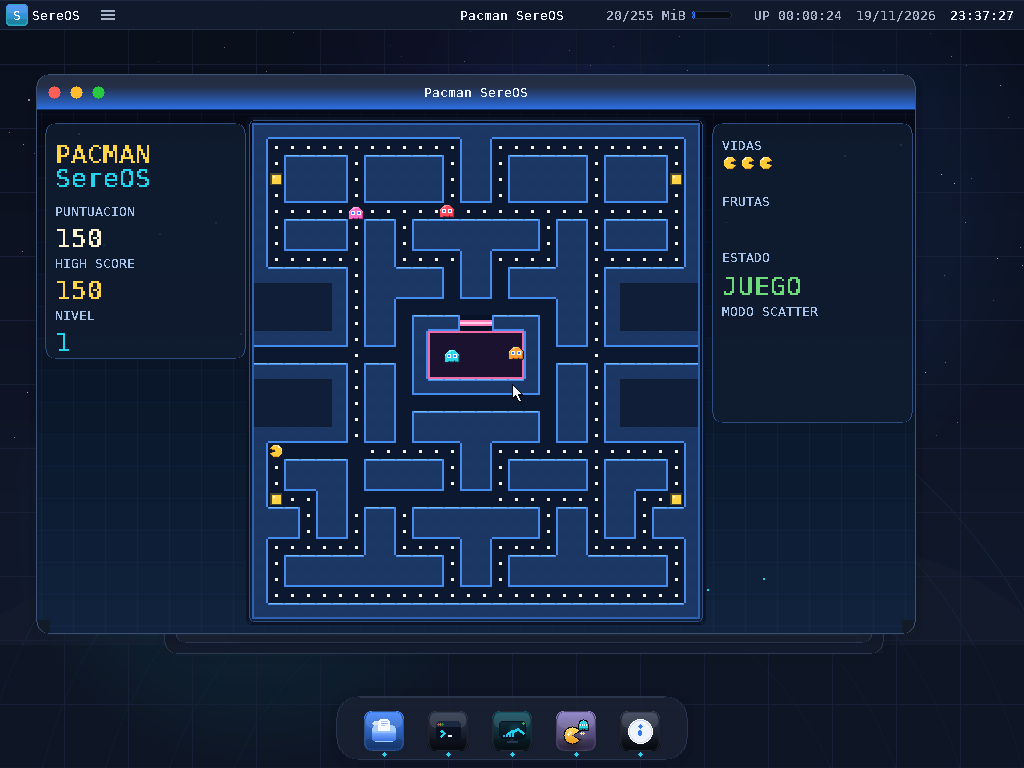 S SereOS
Pacman SereOS
20/255 MiB
UP 00:00:24
19/11/2026
23:37:27
Pacman SereOS
PACMAN
SereOS
PUNTUACION
150
HIGH SCORE
150
NIVEL
1
VIDAS
FRUTAS
ESTADO
JUEGO
MODO SCATTER